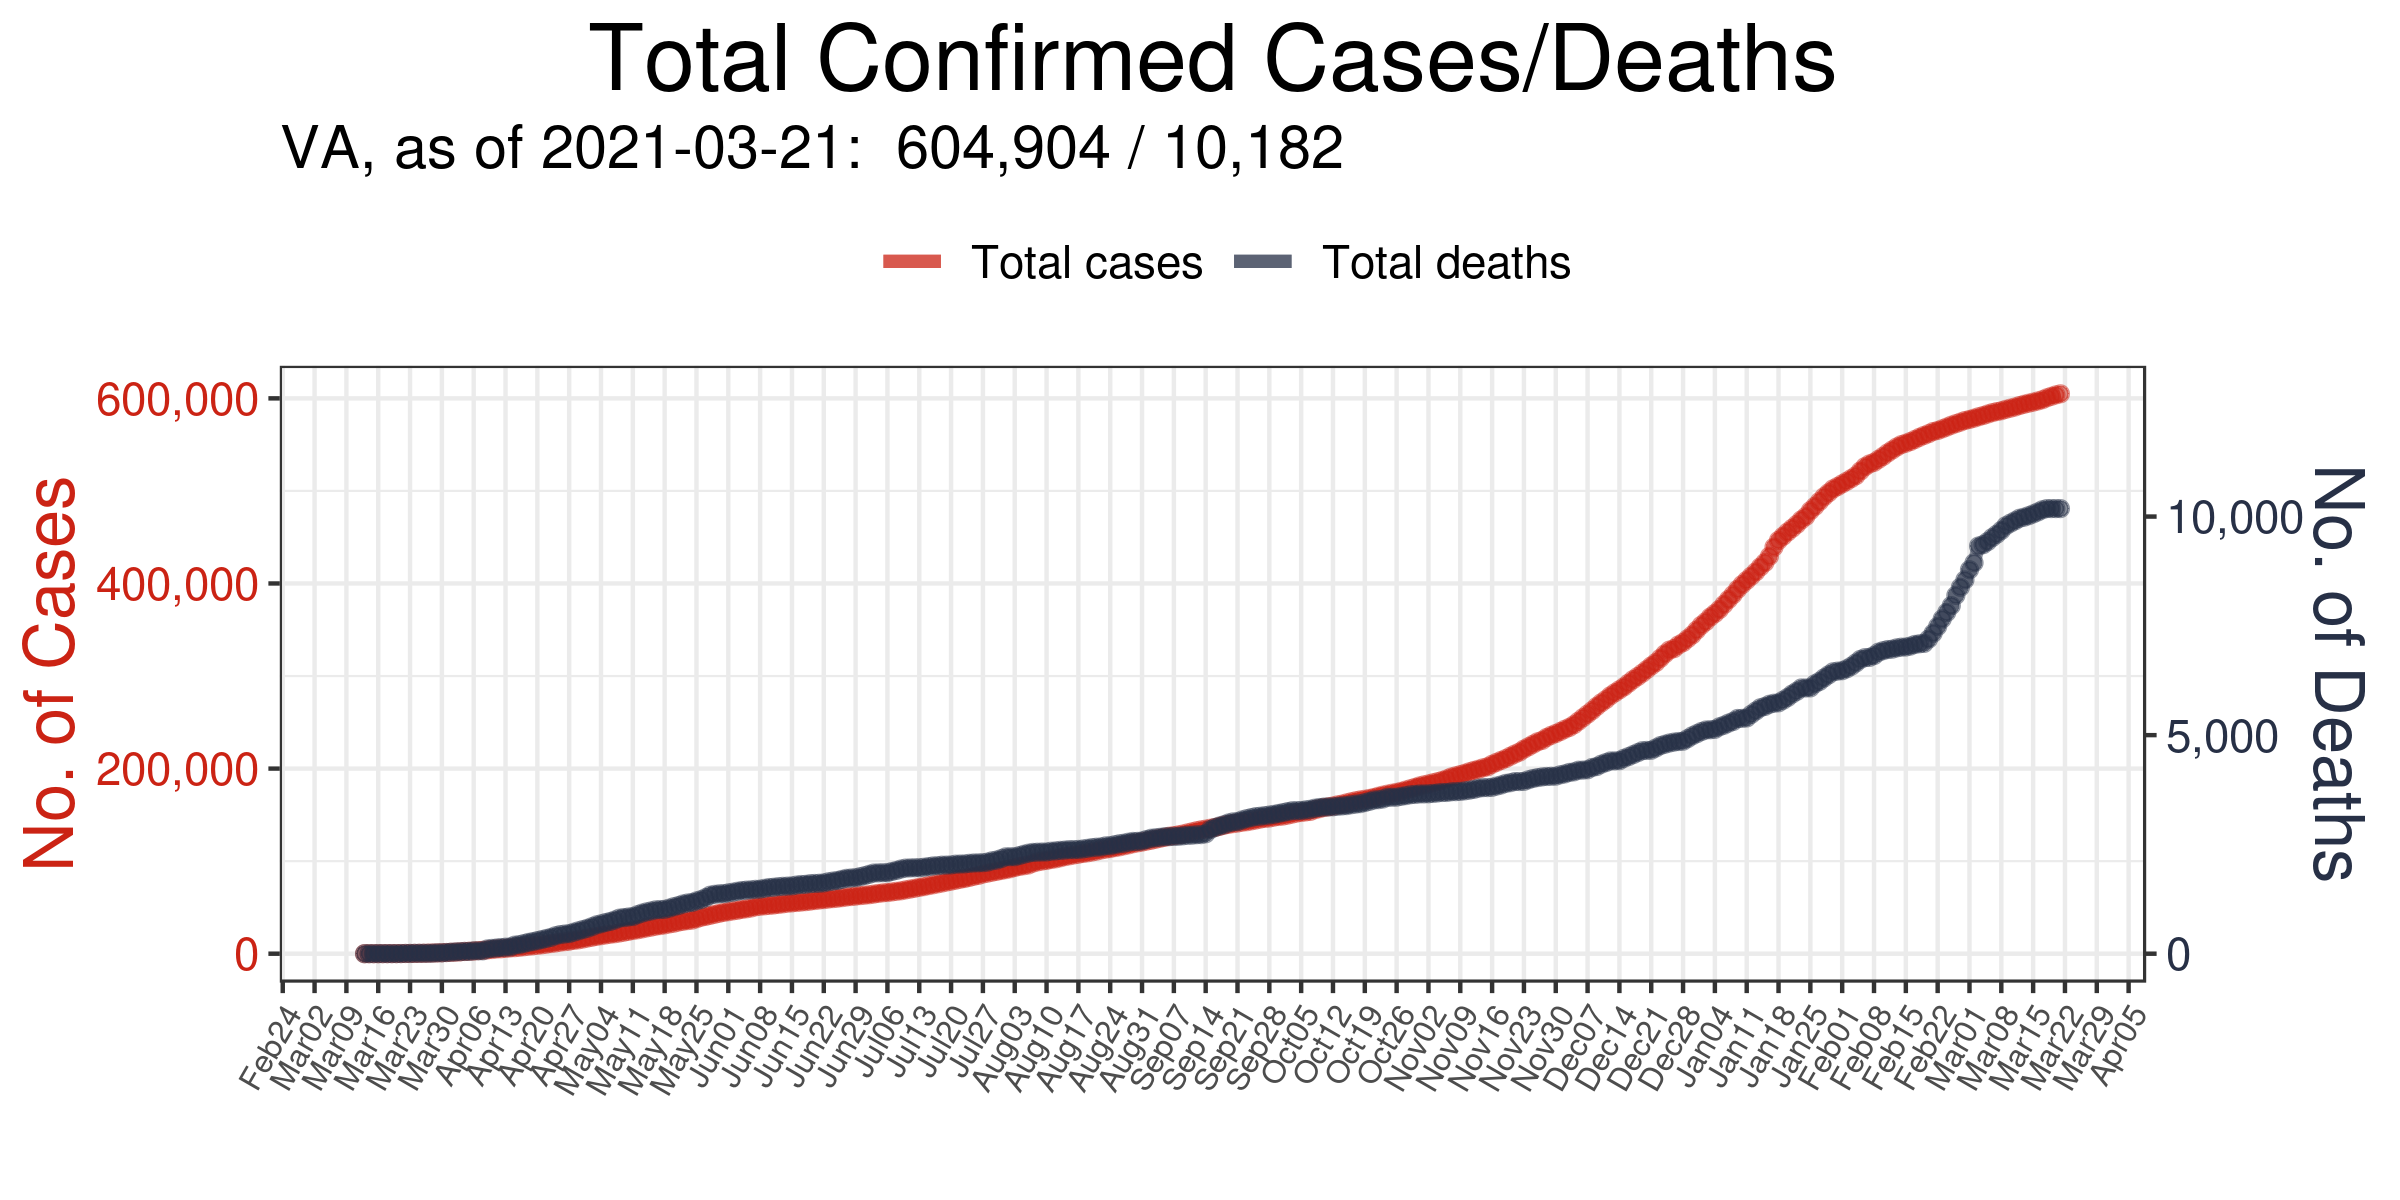 Total Confirmed Cases/Deaths
VA, as of 2021-03-21: 604,904 / 10,182
Total cases
Total deaths
No. of Cases
600,000
400,000
200,000
0
10,000
5,000
0
No. of Deaths
Feb24
Mar02
Mar09
Mar16
Mar23
Mar30
Apr06
Apr13
Apr20
Apr27
May04
May11
May18
May25
Jun01
Jun08
Jun15
Jun22
Jun29
Jul06
Jul13
Jul20
Jul27
Aug03
Aug10
Aug17
Aug24
Aug31
Sep07
Sep14
Sep21
Sep28
Oct05
Oct12
Oct19
Oct26
Nov02
Nov09
Nov16
Nov23
Nov30
Dec07
Dec14
Dec21
Dec28
Jan04
Jan11
Jan18
Jan25
Feb01
Feb08
Feb15
Feb22
Mar01
Mar08
Mar15
Mar22
Mar29
Apr05